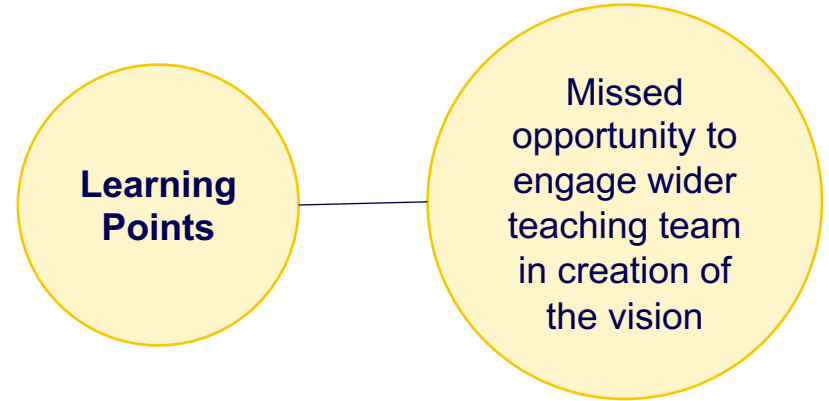 Learning
Points
Missed
opportunity to
engage wider
teaching team
in creation of
the vision